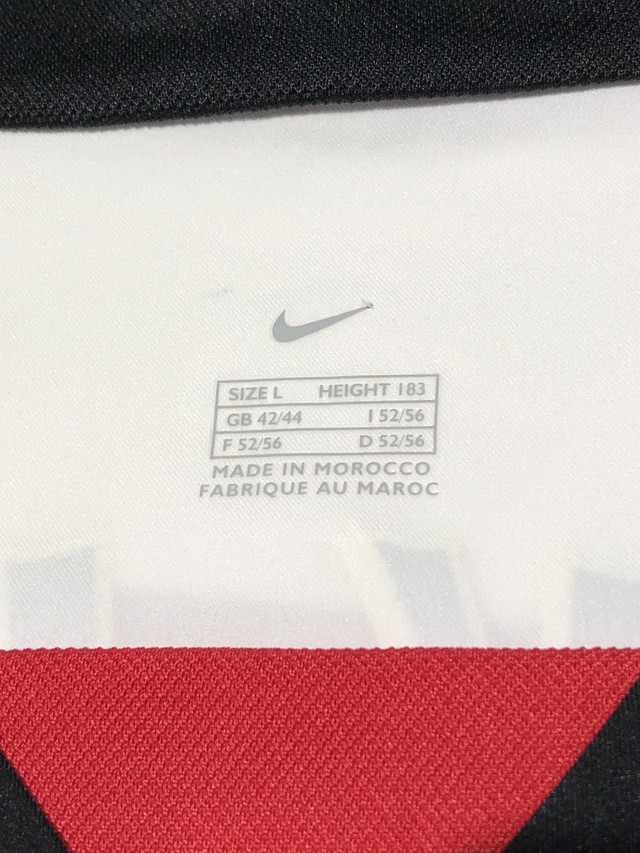 SIZE L HEIGHT 183
GB 42/44 I 52/56
F 52/56 D 52/56
MADE IN MOROCCO
FABRIQUE AU MAROC